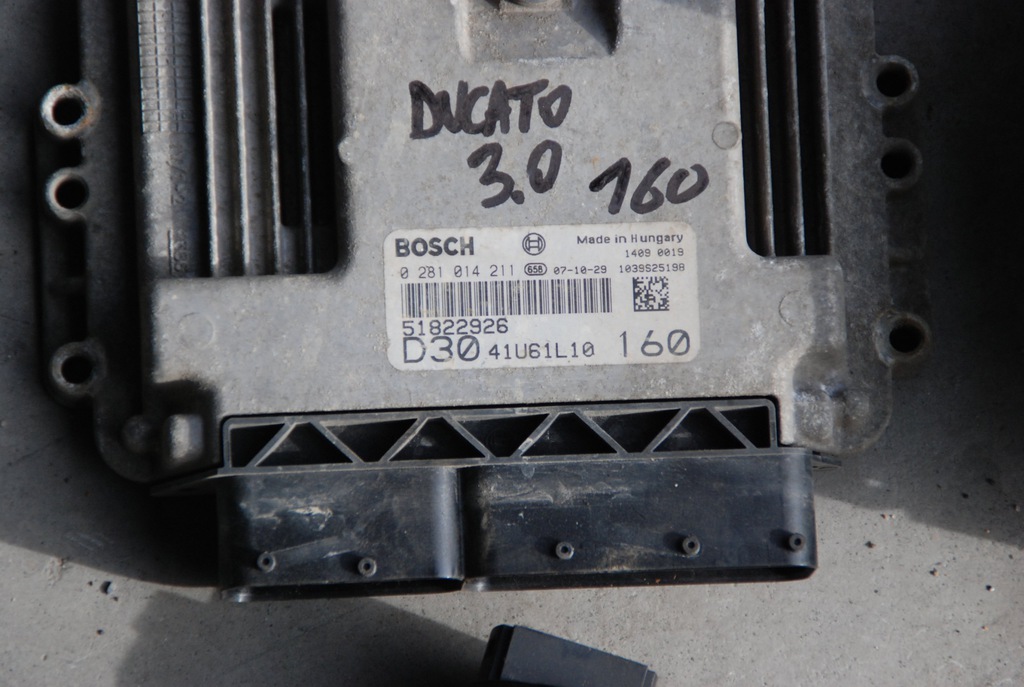 DUCATO
3.0 160
BOSCH Made in Hungary
1409 0019
0 281 014 211 658 07-10-29 1039S25198
51822926
D30 41U61L10 160